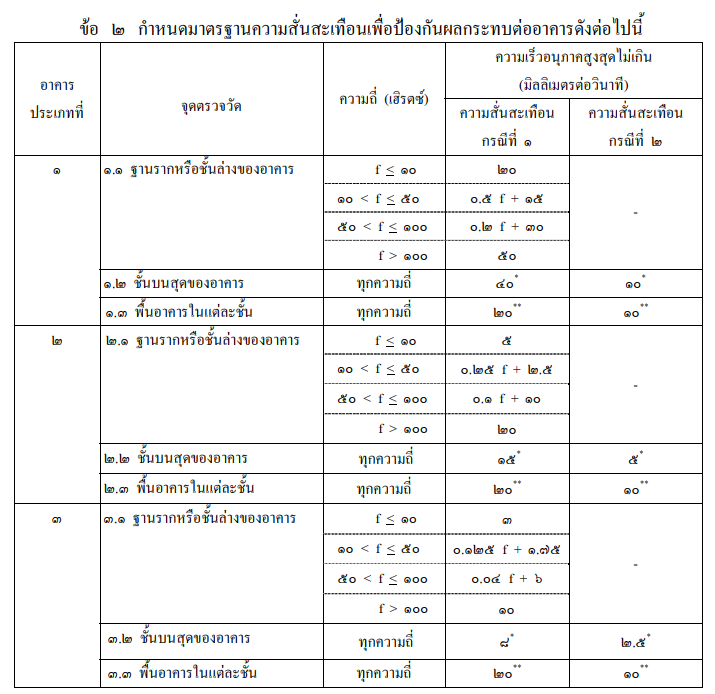 ข้อ ๒ กำหนดมาตรฐานความสั่นสะเทือนเพื่อป้องกันผลกระทบต่ออาคารดังต่อไปนี้
อาคาร
ประเภทที่
จุดตรวจวัด
ความถี่ (เฮิรตซ์)
ความเร็วอนุภาคสูงสุดไม่เกิน
(มิลลิเมตรต่อวินาที)
ความสั่นสะเทือน
กรณีที่ ๑
ความสั่นสะเทือน
กรณีที่ ๒
๑ ๑.๑ ฐานรากหรือชั้นล่างของอาคาร f ≤ ๑๐ ๒๐
๑๐ < f ≤ ๕๐ ๐.๕ f + ๑๕
-
๕๐ < f ≤ ๑๐๐ ๐.๒ f + ๓๐
f > ๑๐๐ ๕๐
๑.๒ ชั้นบนสุดของอาคาร ทุกความถี่ ๔๐* ๑๐*
๑.๓ พื้นอาคารในแต่ละชั้น ทุกความถี่ ๒๐** ๑๐**
๒ ๒.๑ ฐานรากหรือชั้นล่างของอาคาร f ≤ ๑๐ ๕
๑๐ < f ≤ ๕๐ ๐.๒๕ f + ๒.๕
-
๕๐ < f ≤ ๑๐๐ ๐.๑ f + ๑๐
f > ๑๐๐ ๒๐
๒.๒ ชั้นบนสุดของอาคาร ทุกความถี่ ๑๕* ๕*
๒.๓ พื้นอาคารในแต่ละชั้น ทุกความถี่ ๒๐** ๑๐**
๓ ๓.๑ ฐานรากหรือชั้นล่างของอาคาร f ≤ ๑๐ ๓
๑๐ < f ≤ ๕๐ ๐.๑๒๕ f + ๑.๗๕
-
๕๐ < f ≤ ๑๐๐ ๐.๐๔ f + ๖
f > ๑๐๐ ๑๐
๓.๒ ชั้นบนสุดของอาคาร ทุกความถี่ ๘* ๒.๕*
๓.๓ พื้นอาคารในแต่ละชั้น ทุกความถี่ ๒๐** ๑๐**